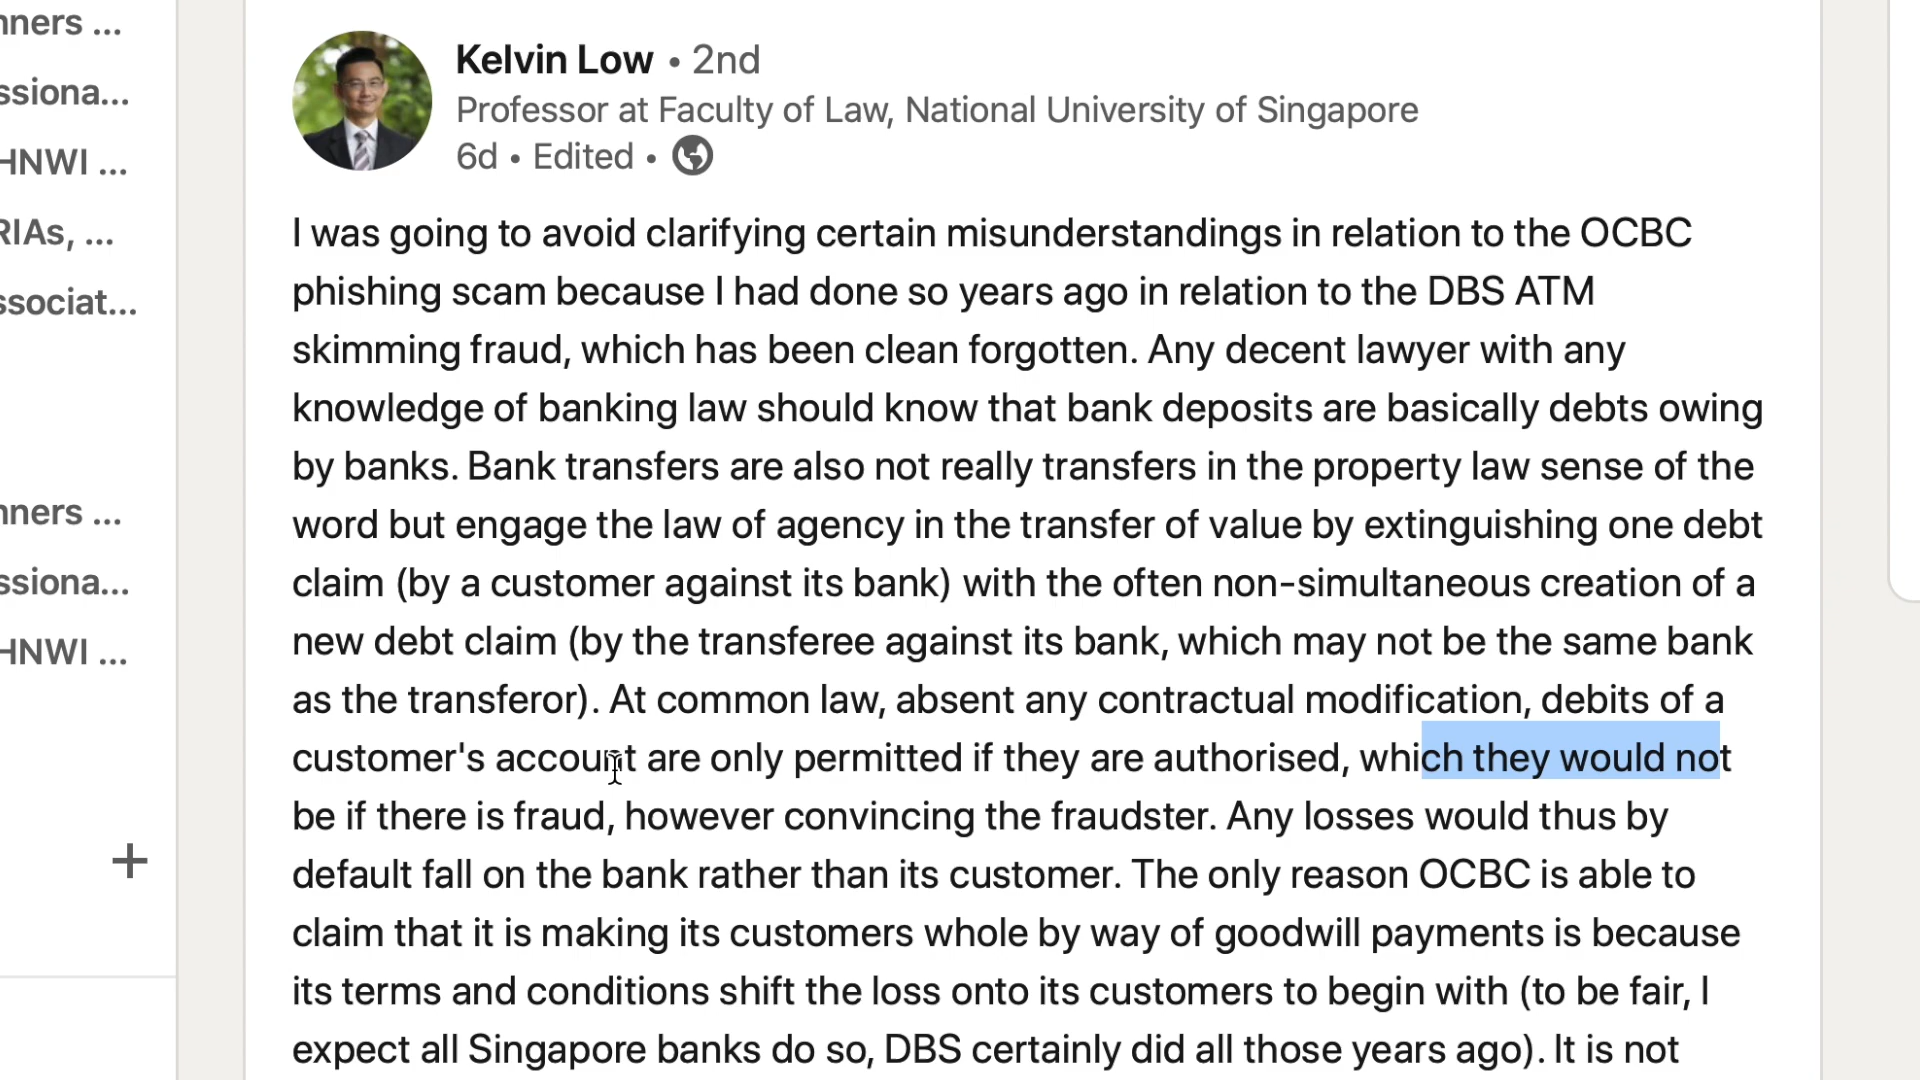 nners ...
ssiona...
HNWI ...
RIAs, ...
ssociat...
nners ...
ssiona...
HNWI ...
+
Kelvin Low • 2nd
Professor at Faculty of Law, National University of Singapore
6d • Edited •
I was going to avoid clarifying certain misunderstandings in relation to the OCBC
phishing scam because I had done so years ago in relation to the DBS ATM
skimming fraud, which has been clean forgotten. Any decent lawyer with any
knowledge of banking law should know that bank deposits are basically debts owing
by banks. Bank transfers are also not really transfers in the property law sense of the
word but engage the law of agency in the transfer of value by extinguishing one debt
claim (by a customer against its bank) with the often non-simultaneous creation of a
new debt claim (by the transferee against its bank, which may not be the same bank
as the transferor). At common law, absent any contractual modification, debits of a
customer's account are only permitted if they are authorised, which they would not
be if there is fraud, however convincing the fraudster. Any losses would thus by
default fall on the bank rather than its customer. The only reason OCBC is able to
claim that it is making its customers whole by way of goodwill payments is because
its terms and conditions shift the loss onto its customers to begin with (to be fair, I
expect all Singapore banks do so, DBS certainly did all those years ago). It is not